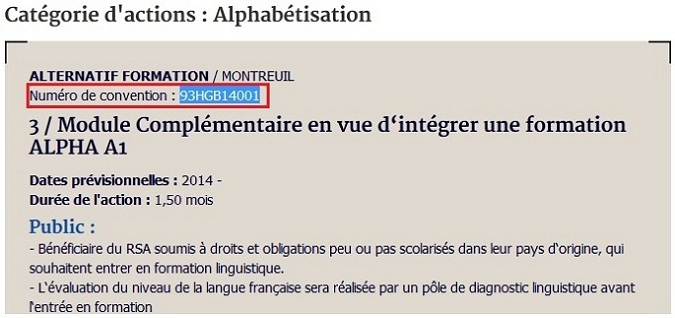 Catégorie d'actions : Alphabétisation
ALTERNATIF FORMATION / MONTREUIL
Numéro de convention : 93HGB14001
3 / Module Complémentaire en vue d‘intégrer une formation
ALPHA A1
Dates prévisionnelles : 2014 -
Durée de l'action : 1,50 mois
Public :
- Bénéficiaire du RSA soumis à droits et obligations peu ou pas scolarisés dans leur pays d'origine, qui
souhaitent entrer en formation linguistique.
- L‘évaluation du niveau de la langue française sera réalisée par un pôle de diagnostic linguistique avant
l'entrée en formation